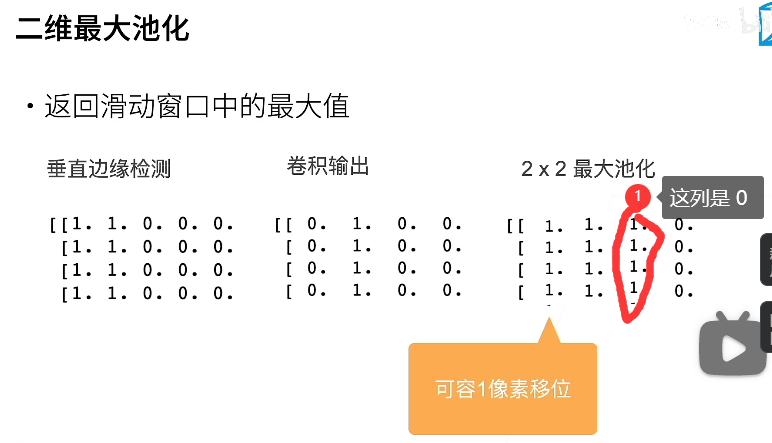 二维最大池化
• 返回滑动窗口中的最大值
垂直边缘检测
卷积输出
2 x 2 最大池化
1
这列是 0
[[1. 1. 0. 0. 0.
[1. 1. 0. 0. 0.
[1. 1. 0. 0. 0.
[1. 1. 0. 0. 0.
[[ 0. 1. 0. 0.
[ 0. 1. 0. 0.
[ 0. 1. 0. 0.
[ 0. 1. 0. 0.
[[ 1. 1. 1. 0.
[ 1. 1. 1. 0.
[ 1. 1. 1. 0.
[ 1. 1. 1. 0.
可容1像素移位